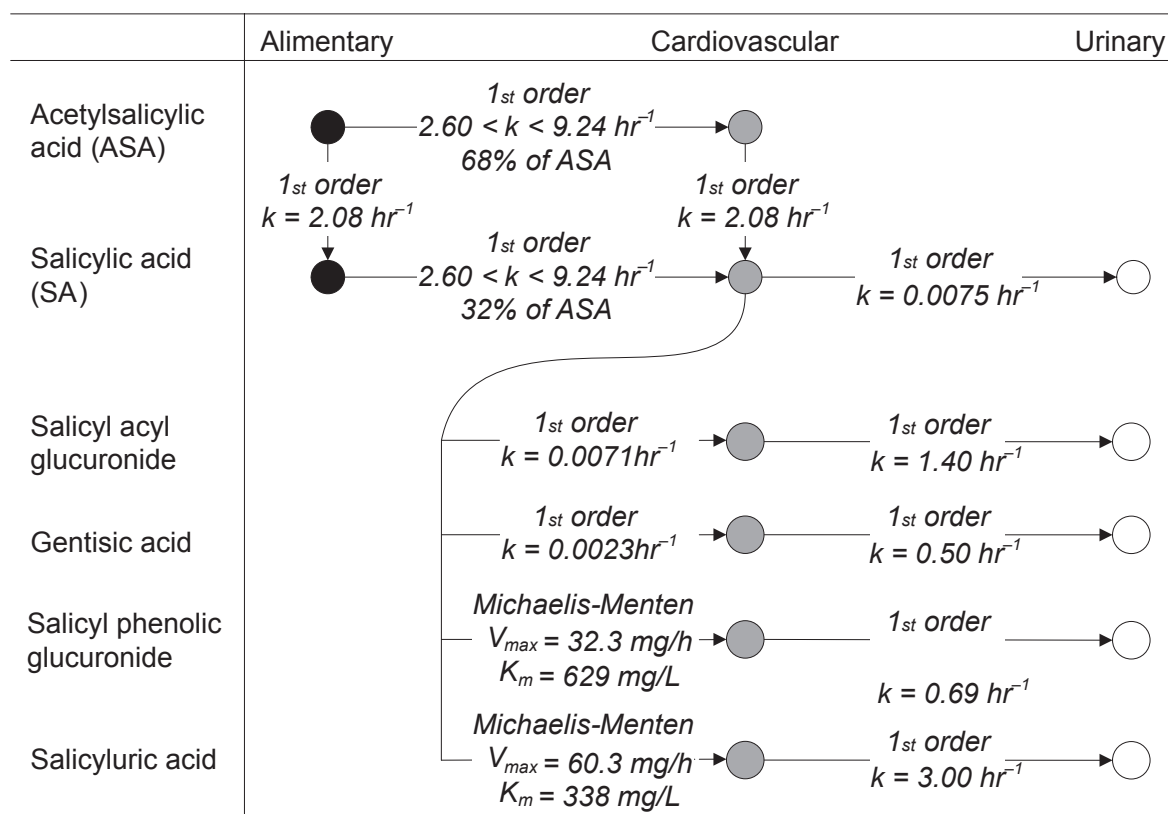 Alimentary Cardiovascular Urinary
Acetylsalicylic
acid (ASA)
1st order
2.60 < k < 9.24 hr⁻¹
68% of ASA
1st order
k = 2.08 hr⁻¹
1st order
k = 2.08 hr⁻¹
Salicylic acid
(SA)
1st order
2.60 < k < 9.24 hr⁻¹
32% of ASA
1st order
k = 0.0075 hr⁻¹
Salicyl acyl
glucuronide
1st order
k = 0.0071hr⁻¹
1st order
k = 1.40 hr⁻¹
Gentisic acid
1st order
k = 0.0023hr⁻¹
1st order
k = 0.50 hr⁻¹
Salicyl phenolic
glucuronide
Michaelis-Menten
Vmax = 32.3 mg/h
Km = 629 mg/L
1st order
k = 0.69 hr⁻¹
Salicyluric acid
Michaelis-Menten
Vmax = 60.3 mg/h
Km = 338 mg/L
1st order
k = 3.00 hr⁻¹